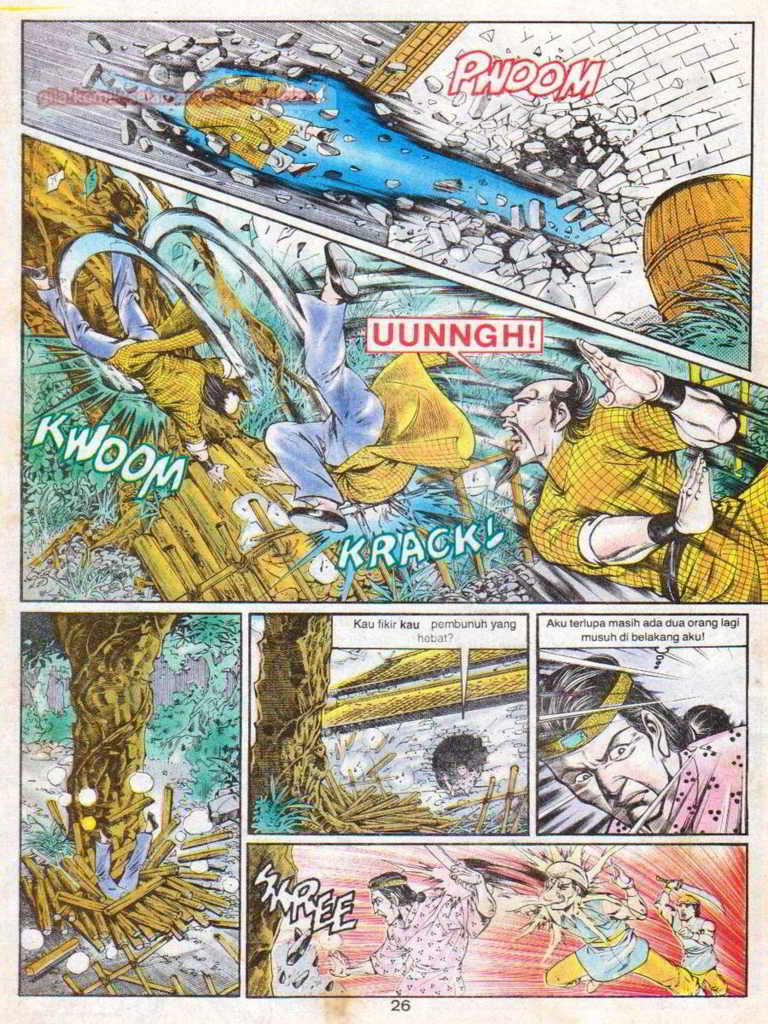 PWOOM
UUNNGH!
KWOOM
KRACK!
Kau fikir kau pembunuh yang
hebat?
Aku terlupa masih ada dua orang lagi
musuh di belakang aku!
26